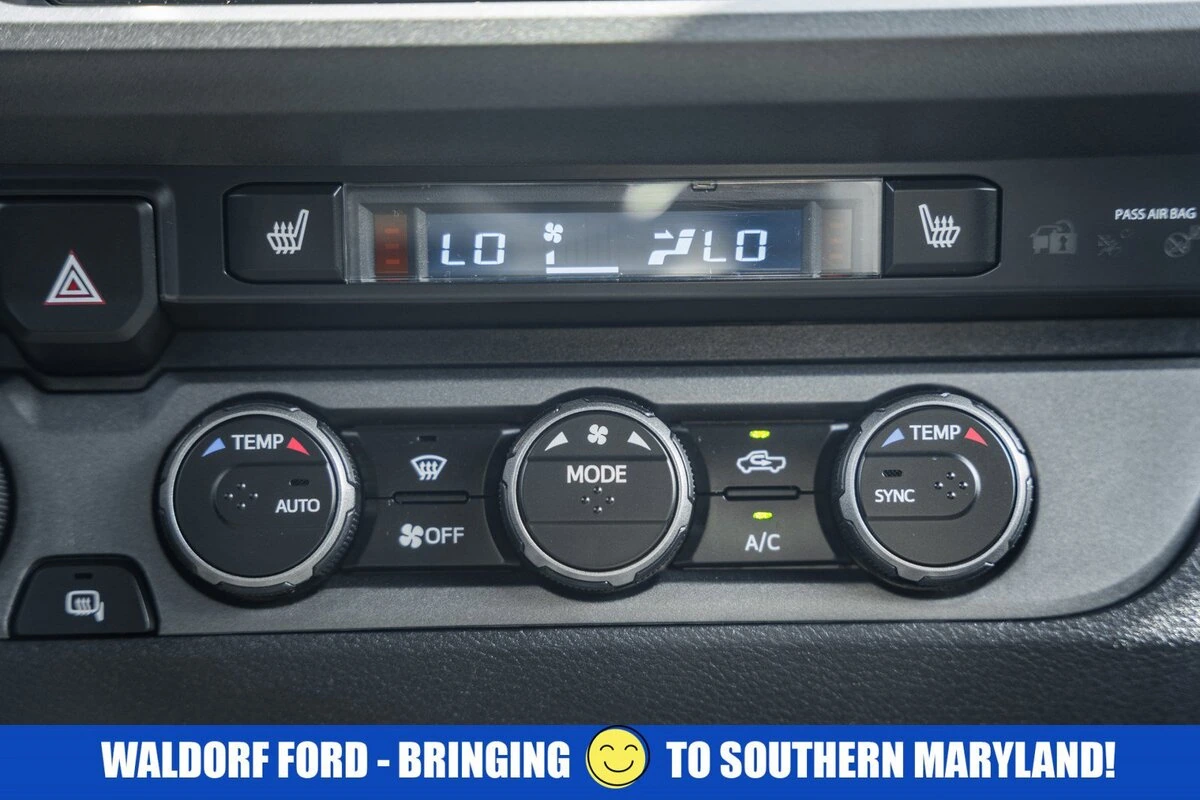 PASS AIR BAG
LO LO
TEMP
AUTO
OFF
MODE
A/C
TEMP
SYNC
WALDORF FORD - BRINGING TO SOUTHERN MARYLAND!